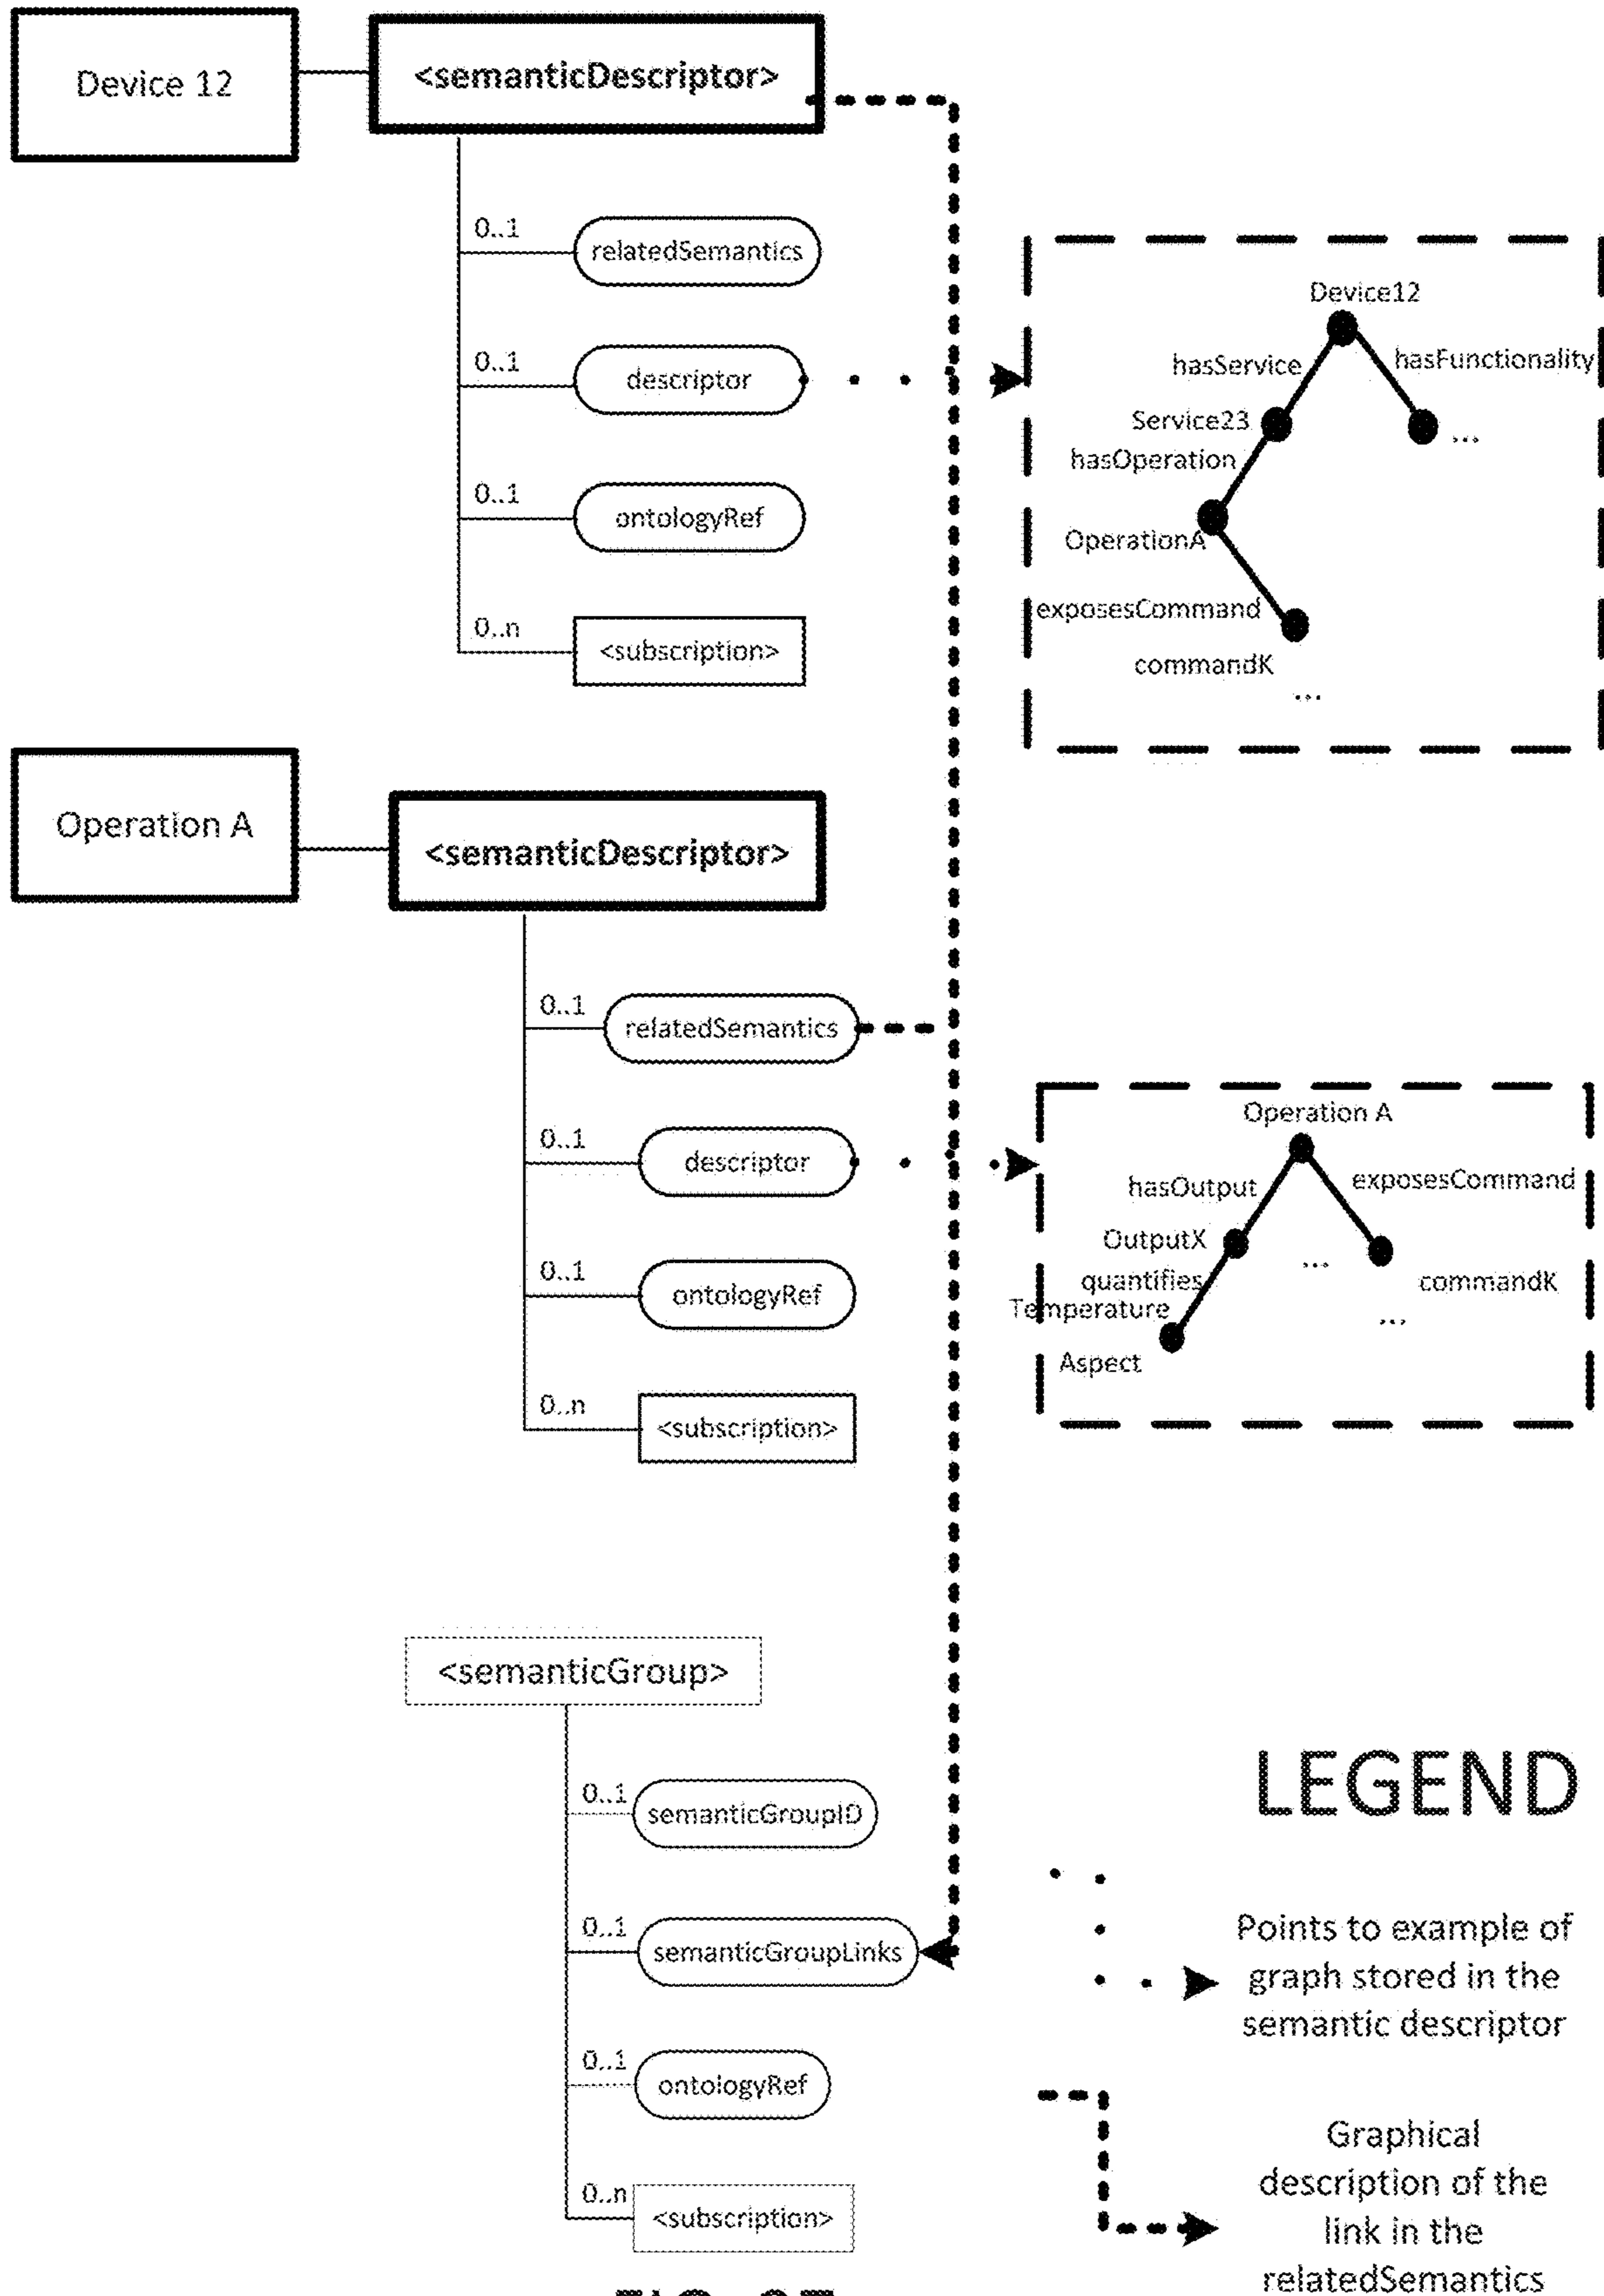 Device 12
<semanticDescriptor>
0..1
relatedSemantics
0..1
descriptor
0..1
ontologyRef
0..n
<subscription>
Device12
hasService
hasFunctionality
Service23
...
hasOperation
OperationA
exposesCommand
commandK
...
Operation A
<semanticDescriptor>
0..1
relatedSemantics
0..1
descriptor
0..1
ontologyRef
0..n
<subscription>
Operation A
hasOutput
exposesCommand
OutputX
...
quantifies
commandK
Temperature
...
Aspect
<semanticGroup>
0..1
semanticGroupID
0..1
semanticGroupLinks
0..1
ontologyRef
0..n
<subscription>
LEGEND
Points to example of
graph stored in the
semantic descriptor
Graphical
description of the
link in the
relatedSemantics